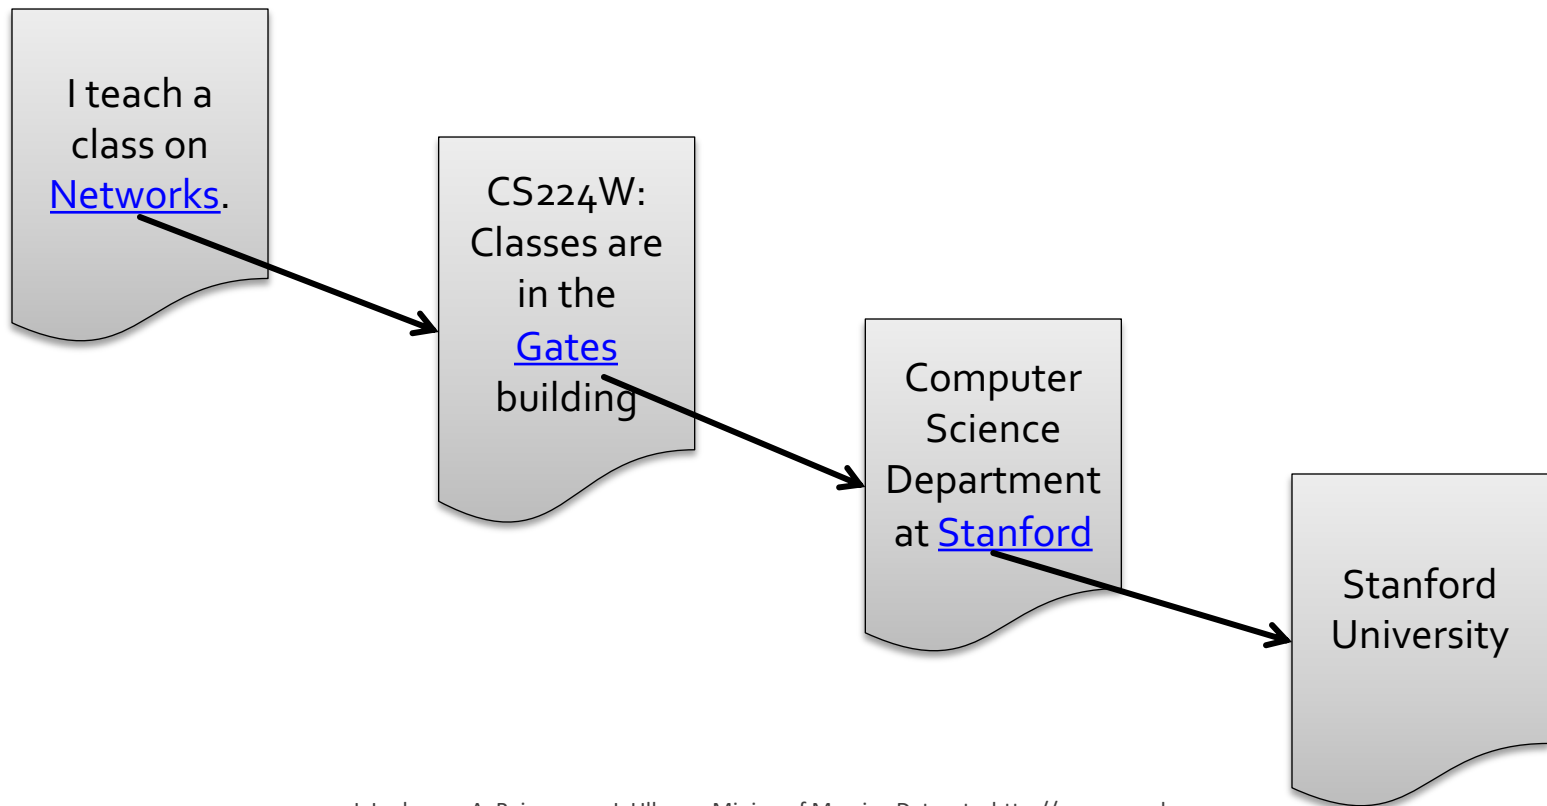 I teach a
class on
Networks.
CS224W:
Classes are
in the
Gates
building
Computer
Science
Department
at Stanford
Stanford
University